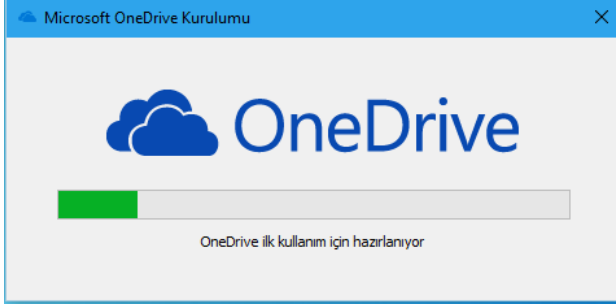 Microsoft OneDrive Kurulumu
OneDrive
OneDrive ilk kullanım için hazırlanıyor